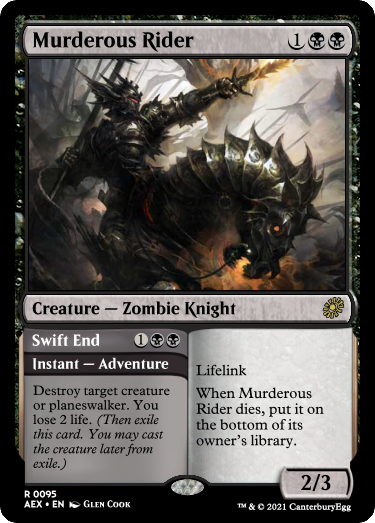 Murderous Rider 1
Creature — Zombie Knight
Swift End 1
Instant — Adventure
Destroy target creature
or planeswalker. You
lose 2 life. (Then exile
this card. You may cast
the creature later from
exile.)
Lifelink
When Murderous
Rider dies, put it on
the bottom of its
owner's library.
2/3
R 0095
AEX • EN Glen Cook
™ & © 2021 CanterburyEgg